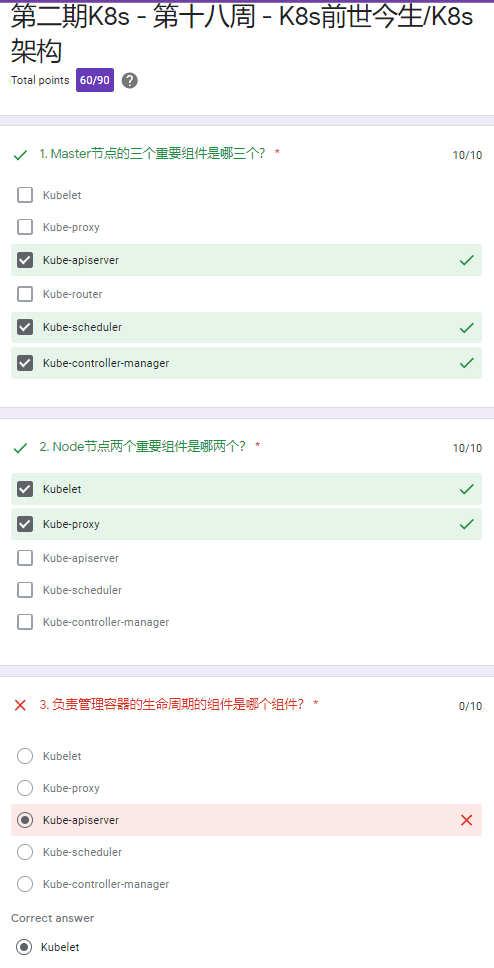 第二期K8s - 第十八周 - K8s前世今生/K8s
架构
Total points 60/90 ?
1. Master节点的三个重要组件是哪三个? * 10/10
Kubelet
Kube-proxy
Kube-apiserver
Kube-router
Kube-scheduler
Kube-controller-manager
2. Node节点两个重要组件是哪两个? * 10/10
Kubelet
Kube-proxy
Kube-apiserver
Kube-scheduler
Kube-controller-manager
3. 负责管理容器的生命周期的组件是哪个组件? * 0/10
Kubelet
Kube-proxy
Kube-apiserver
Kube-scheduler
Kube-controller-manager
Correct answer
Kubelet